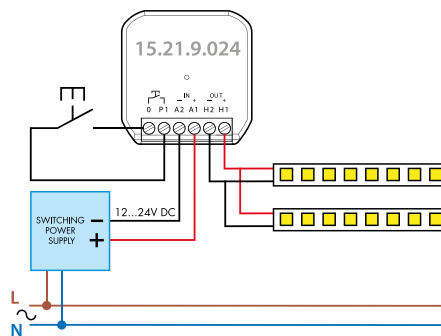 15.21.9.024
IN OUT
– + – +
0 P1 A2 A1 H2 H1
12...24V DC
SWITCHING
POWER
SUPPLY
–
+
L
N